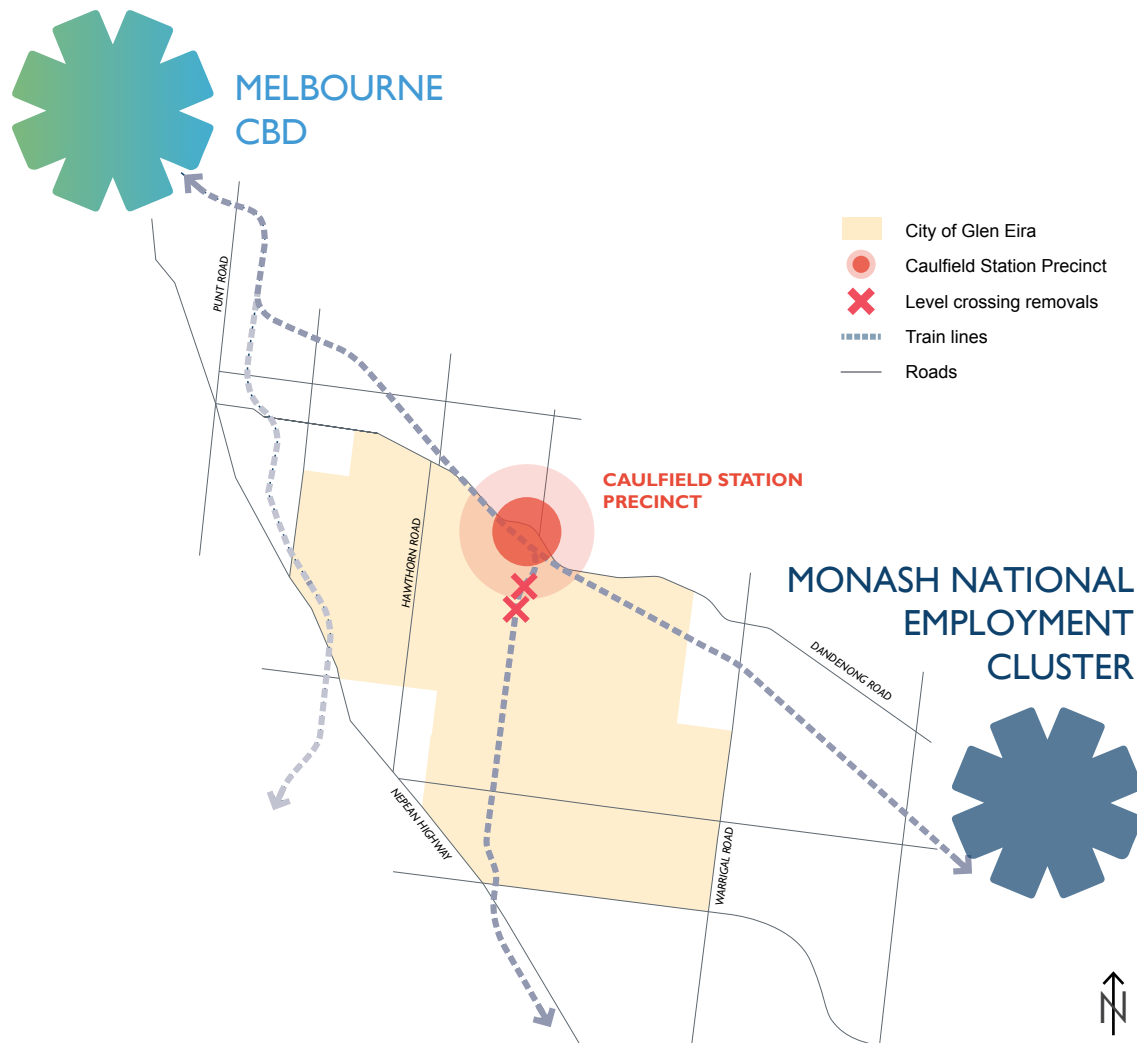 MELBOURNE
CBD
PUNT ROAD
City of Glen Eira
Caulfield Station Precinct
Level crossing removals
Train lines
Roads
CAULFIELD STATION
PRECINCT
HAWTHORN ROAD
MONASH NATIONAL
EMPLOYMENT
CLUSTER
DANDENONG ROAD
NEPEAN HIGHWAY
WARRIGAL ROAD
N